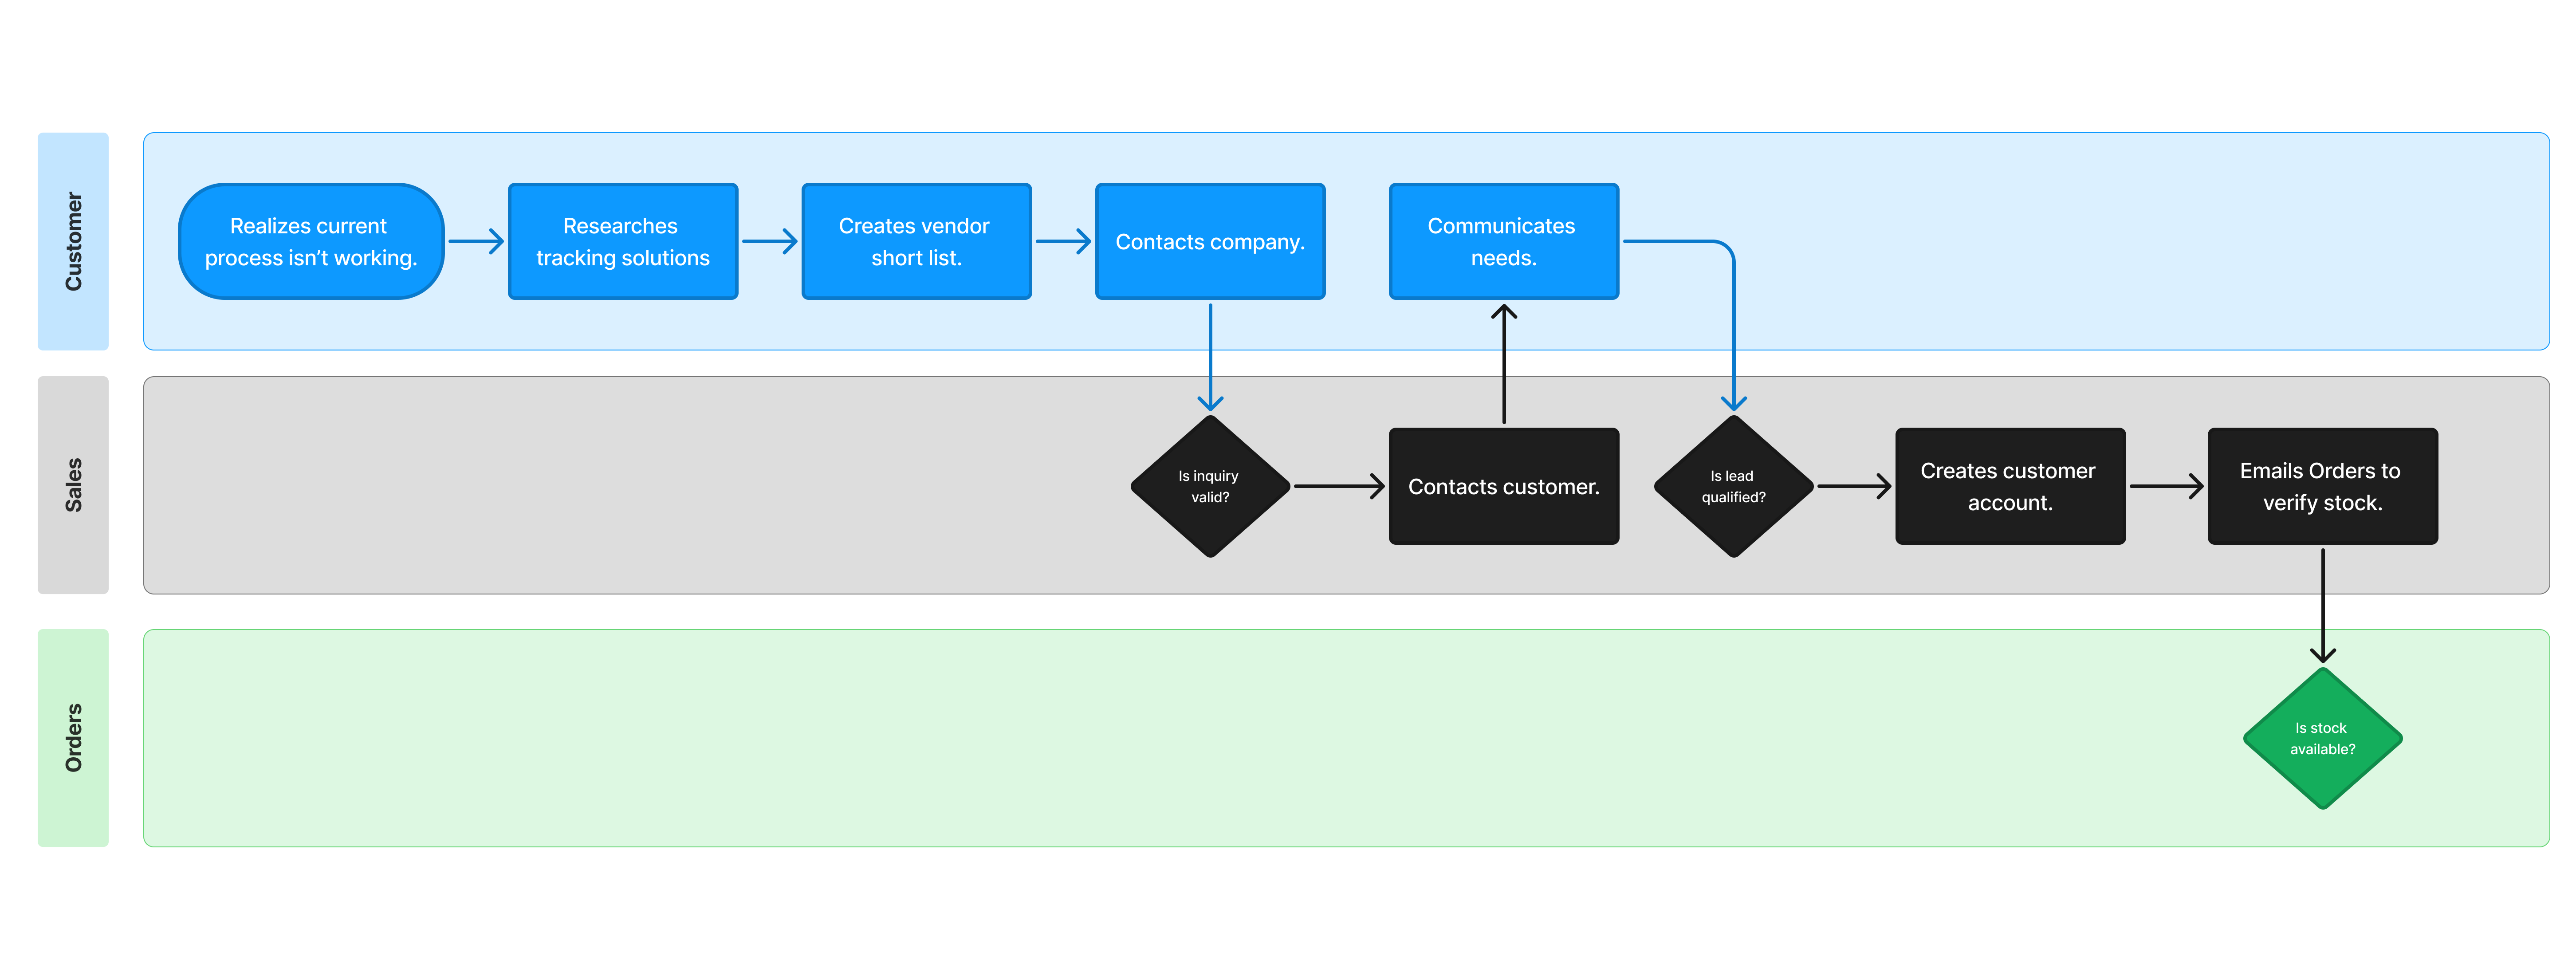 Customer
Realizes current
process isn’t working.
Researches
tracking solutions
Creates vendor
short list.
Contacts company.
Communicates
needs.
Sales
Is inquiry
valid?
Contacts customer.
Is lead
qualified?
Creates customer
account.
Emails Orders to
verify stock.
Orders
Is stock
available?